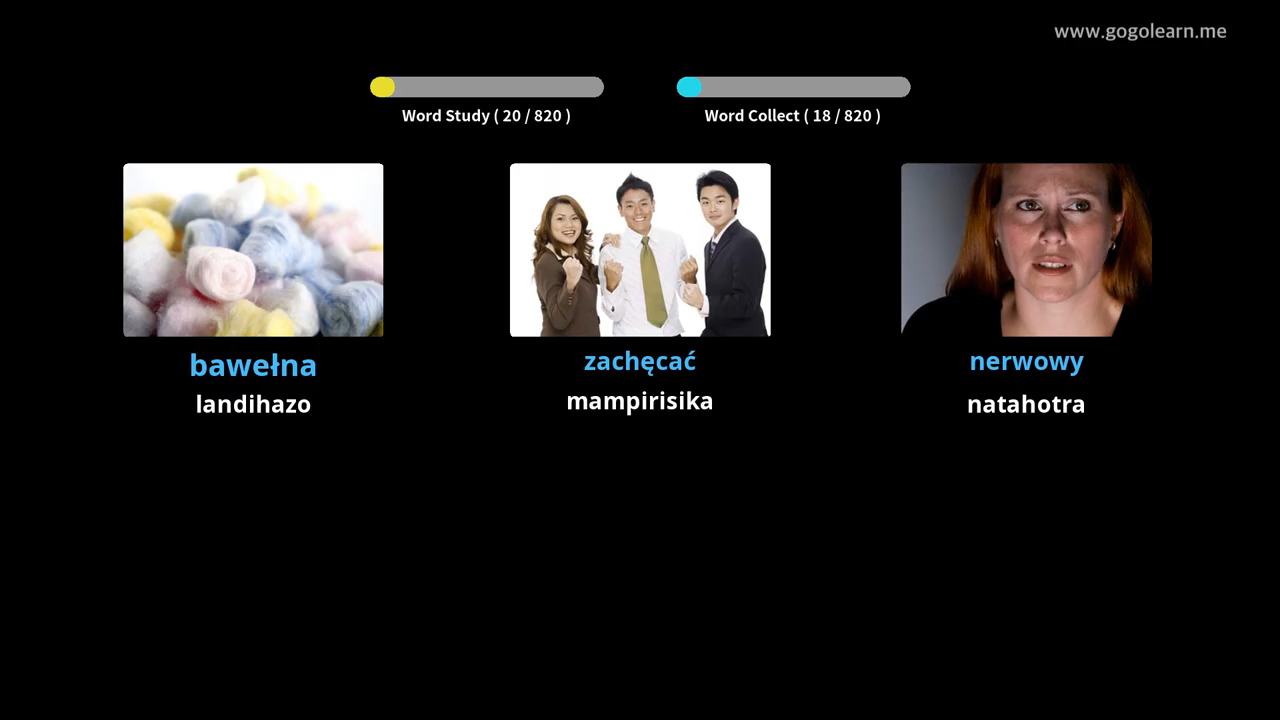 www.gogolearn.me
Word Study ( 20 / 820 )
Word Collect ( 18 / 820 )
bawełna
landihazo
zachęcać
mampirisika
nerwowy
natahotra